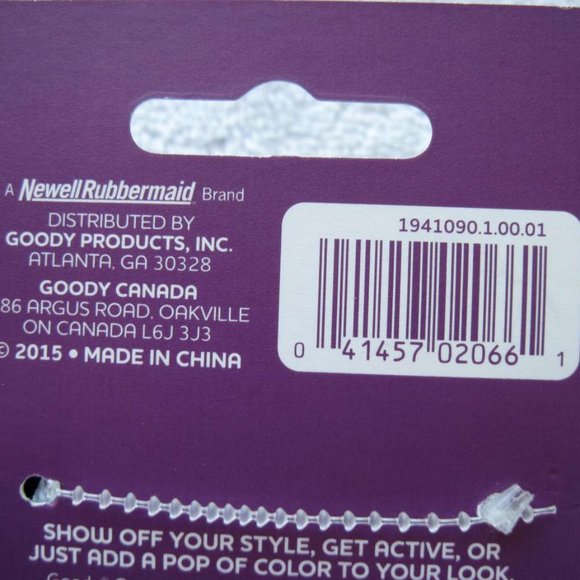 A NewellRubbermaid Brand
DISTRIBUTED BY
GOODY PRODUCTS, INC.
ATLANTA, GA 30328
GOODY CANADA
86 ARGUS ROAD, OAKVILLE
ON CANADA L6J 3J3
© 2015 • MADE IN CHINA
1941090.1.00.01
0 41457 02066 1
SHOW OFF YOUR STYLE, GET ACTIVE, OR
JUST ADD A POP OF COLOR TO YOUR LOOK